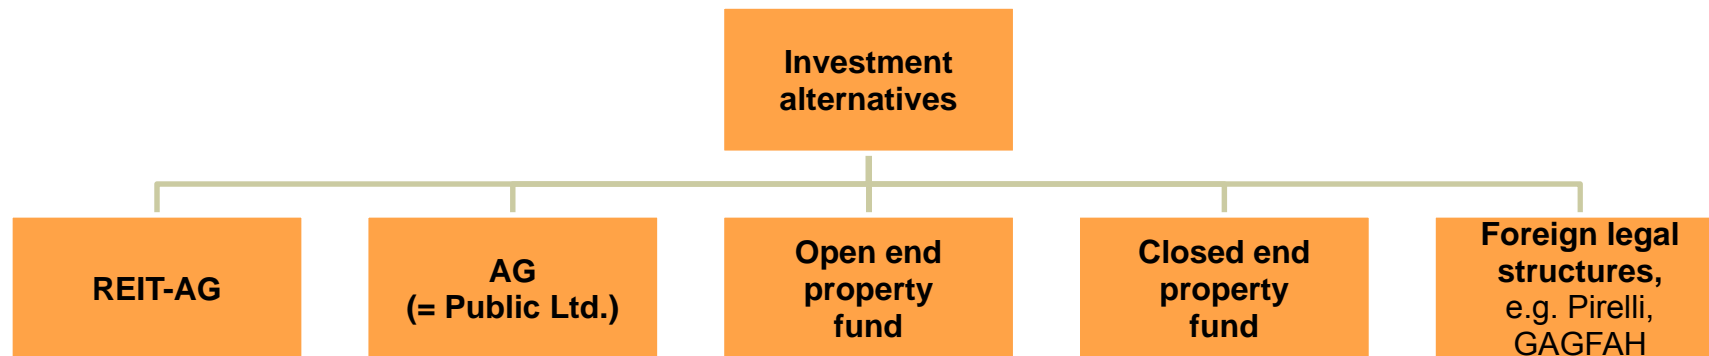 Investment
alternatives
REIT-AG
AG
(= Public Ltd.)
Open end
property
fund
Closed end
property
fund
Foreign legal
structures,
e.g. Pirelli,
GAGFAH